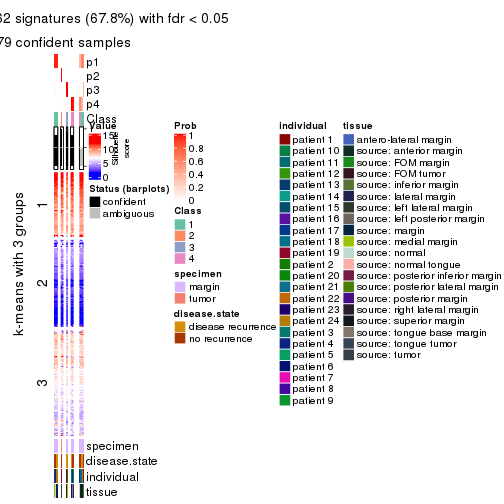 62 signatures (67.8%) with fdr < 0.05
79 confident samples
p1
p2
p3
p4
Class
Silhouette
score
k-means with 3 groups
1
2
3
specimen
disease.state
individual
tissue
Value
15
10
5
0
Status (barplots)
confident
ambiguous
Prob
1
0.8
0.6
0.4
0.2
0
Class
1
2
3
4
specimen
margin
tumor
disease.state
disease recurrence
no recurrence
individual
patient 1
patient 10
patient 11
patient 12
patient 13
patient 14
patient 15
patient 16
patient 17
patient 18
patient 19
patient 2
patient 20
patient 21
patient 22
patient 23
patient 24
patient 3
patient 4
patient 5
patient 6
patient 7
patient 8
patient 9
tissue
antero-lateral margin
source: anterior margin
source: FOM margin
source: FOM tumor
source: inferior margin
source: lateral margin
source: left lateral margin
source: left posterior margin
source: margin
source: medial margin
source: normal
source: normal tongue
source: posterior inferior margin
source: posterior lateral margin
source: posterior margin
source: right lateral margin
source: superior margin
source: tongue base margin
source: tongue tumor
source: tumor